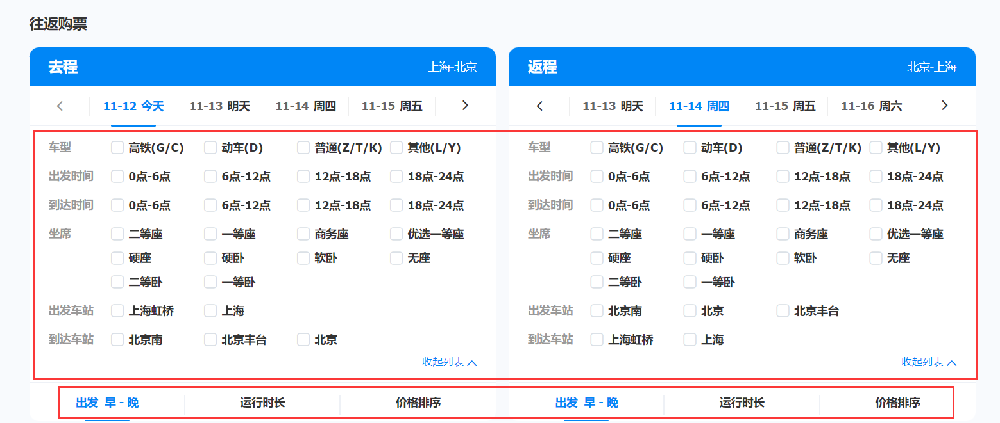 往返购票
去程 上海-北京
11-12 今天 11-13 明天 11-14 周四 11-15 周五
车型 高铁(G/C) 动车(D) 普通(Z/T/K) 其他(L/Y)
出发时间 0点-6点 6点-12点 12点-18点 18点-24点
到达时间 0点-6点 6点-12点 12点-18点 18点-24点
坐席 二等座 一等座 商务座 优选一等座
硬座 硬卧 软卧 无座
二等卧 一等卧
出发车站 上海虹桥 上海
到达车站 北京南 北京丰台 北京
收起列表
出发 早 - 晚 运行时长 价格排序
返程 北京-上海
11-13 明天 11-14 周四 11-15 周五 11-16 周六
车型 高铁(G/C) 动车(D) 普通(Z/T/K) 其他(L/Y)
出发时间 0点-6点 6点-12点 12点-18点 18点-24点
到达时间 0点-6点 6点-12点 12点-18点 18点-24点
坐席 二等座 一等座 商务座 优选一等座
硬座 硬卧 软卧 无座
二等卧 一等卧
出发车站 北京南 北京 北京丰台
到达车站 上海虹桥 上海
收起列表
出发 早 - 晚 运行时长 价格排序